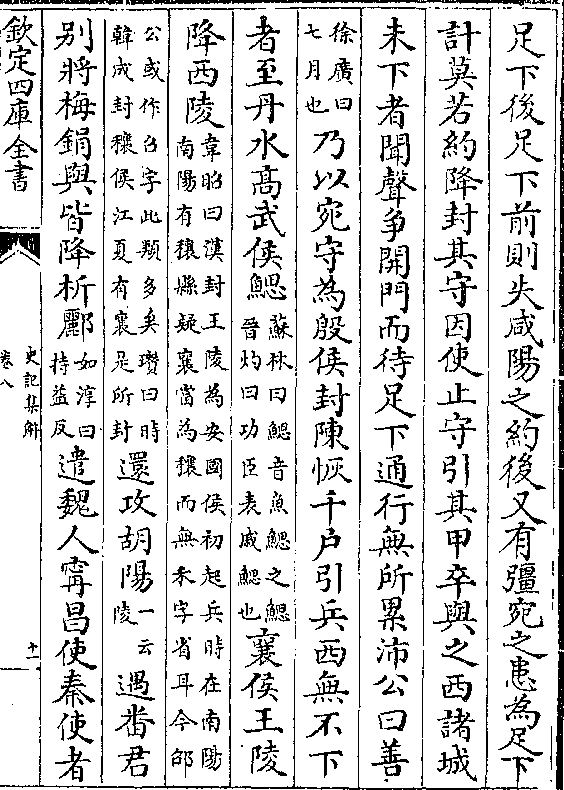 足下後足下前則失咸陽之約後又有彊宛之患為足下
計莫若約降封其守因使止守引其甲卒與之西諸城
未下者聞聲爭開門而待足下通行無所累沛公曰善
徐廣曰
七月也
乃以宛守為殷侯封陳恢千户引兵西無不下
者至丹水髙武侯鰓
蘇林曰鰓音魚鰓之鰓
晉灼曰功臣表戚鰓也
襄侯王陵
降西陵
韋昭曰漢封王陵為安國侯初起兵時在南陽
南陽有穰縣疑襄當為穰而無禾字省耳今邵
公或作召字此類多矣瓚曰時
韓成封穰侯江夏有襄是所封
還攻胡陽
一云
陵
遇番君
别將梅鋗與皆降析酈
如淳曰
持益反
遣魏人甯昌使秦使者
欽定四庫全書
史記集解
卷八
十一